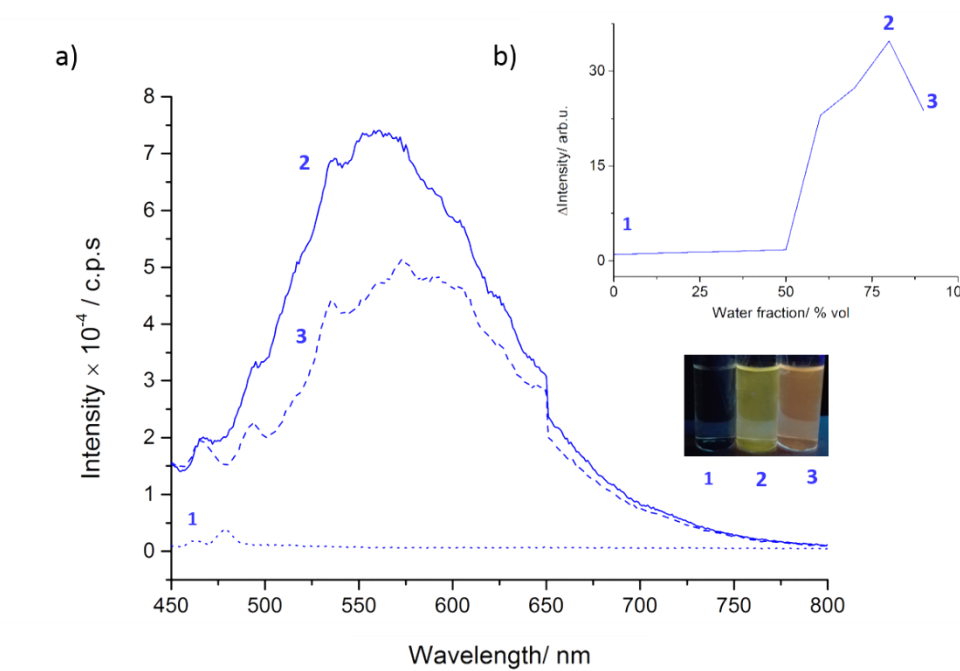 a)
b)
8
7
6
5
4
3
2
1
0
Intensity × 10⁻⁴ / c.p.s
450 500 550 600 650 700 750 800
Wavelength/ nm
2
3
1
30
15
0
ΔIntensity/ arb.u.
0 25 50 75 10
Water fraction/ % vol
1
2
3
1 2 3